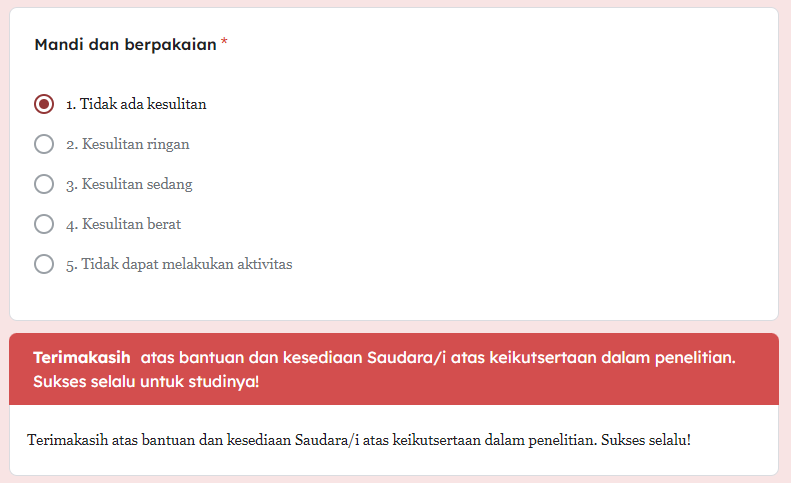 Mandi dan berpakaian *
1. Tidak ada kesulitan
2. Kesulitan ringan
3. Kesulitan sedang
4. Kesulitan berat
5. Tidak dapat melakukan aktivitas
Terimakasih atas bantuan dan kesediaan Saudara/i atas keikutsertaan dalam penelitian.
Sukses selalu untuk studinya!
Terimakasih atas bantuan dan kesediaan Saudara/i atas keikutsertaan dalam penelitian. Sukses selalu!